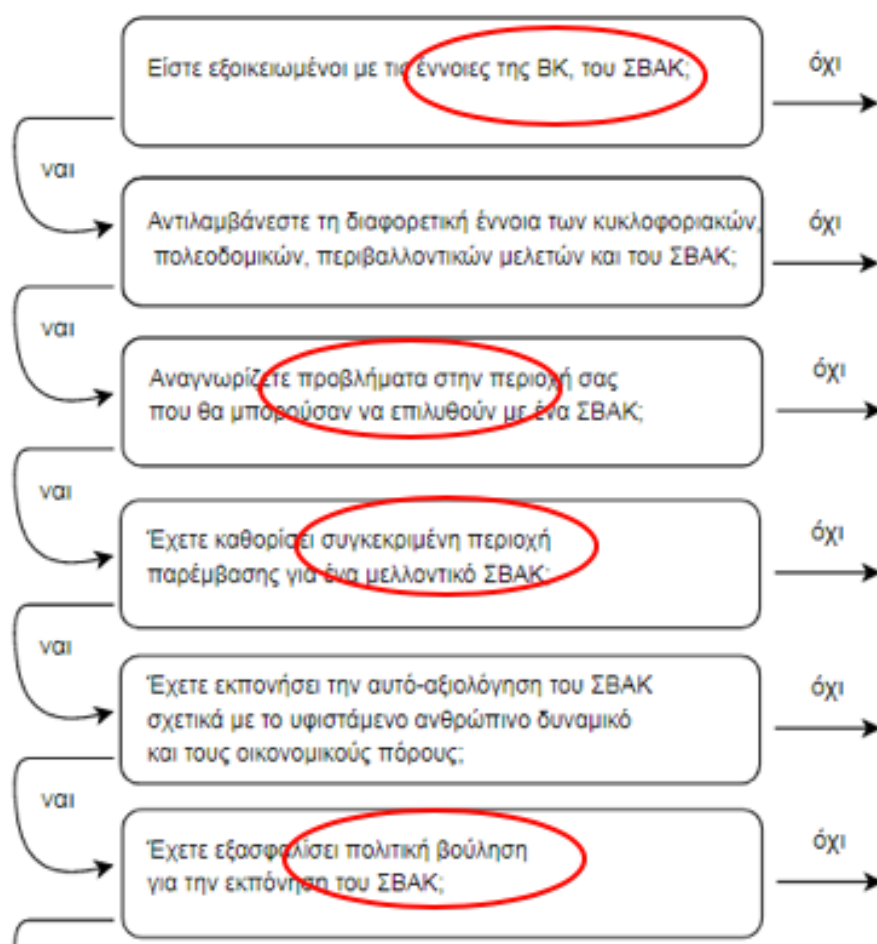 Είστε εξοικειωμένοι με τις έννοιες της ΒΚ, του ΣΒΑΚ;
όχι
ναι
Αντιλαμβάνεστε τη διαφορετική έννοια των κυκλοφοριακών,
πολεοδομικών, περιβαλλοντικών μελετών και του ΣΒΑΚ;
όχι
ναι
Αναγνωρίζετε προβλήματα στην περιοχή σας
που θα μπορούσαν να επιλυθούν με ένα ΣΒΑΚ;
όχι
ναι
Έχετε καθορίσει συγκεκριμένη περιοχή
παρέμβασης για ένα μελλοντικό ΣΒΑΚ;
όχι
ναι
Έχετε εκπονήσει την αυτό-αξιολόγηση του ΣΒΑΚ
σχετικά με το υφιστάμενο ανθρώπινο δυναμικό
και τους οικονομικούς πόρους;
όχι
ναι
Έχετε εξασφαλίσει πολιτική βούληση
για την εκπόνηση του ΣΒΑΚ;
όχι